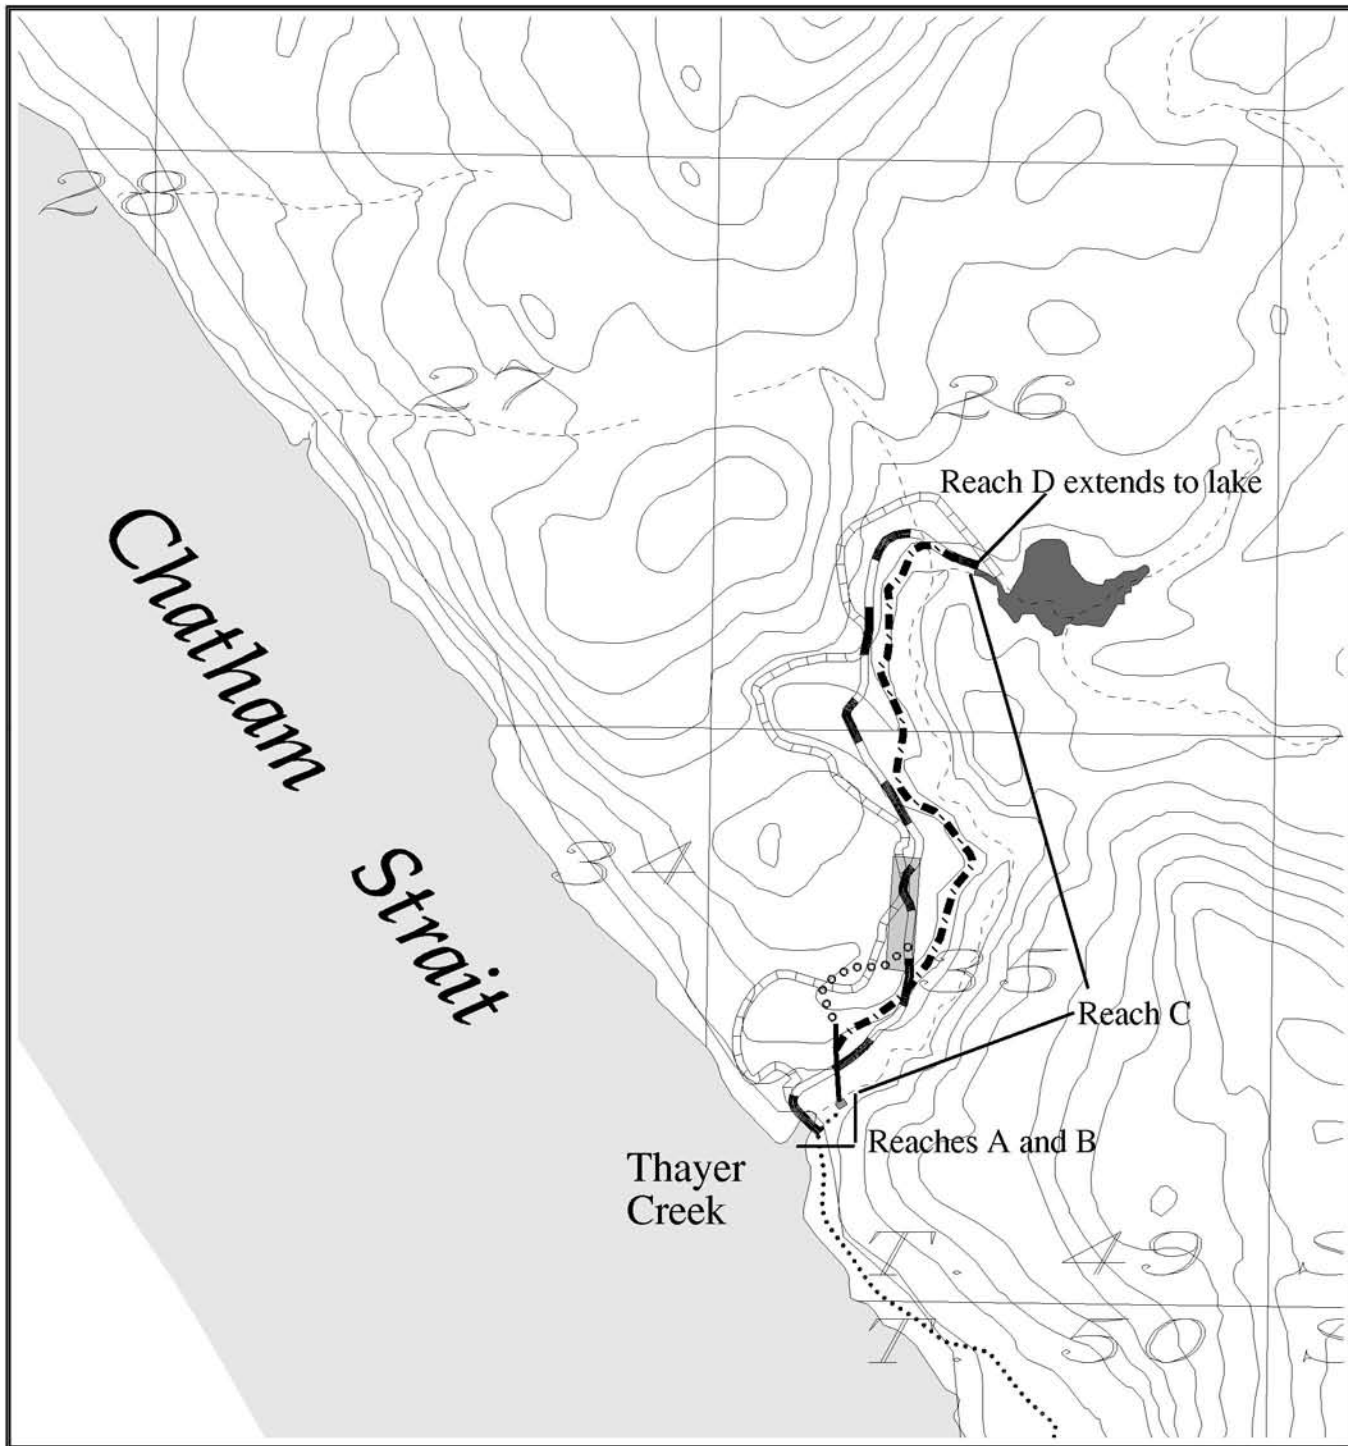 28
27
26
Reach D extends to lake
Chatham
Strait
34
35
Reach C
Reaches A and B
Thayer
Creek
T 49
T 50